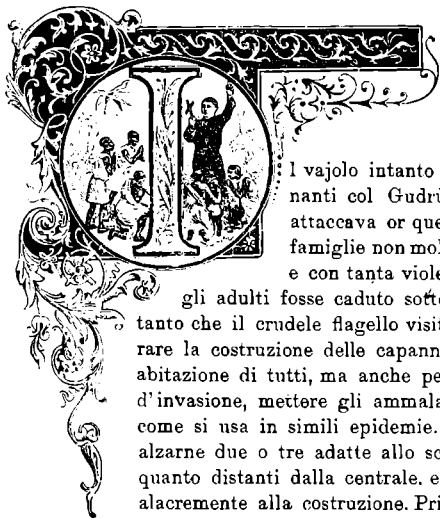 Il vajolo intanto
nanti col Gudrù
attaccava or que
famiglie non mol
e con tanta viole
gli adulti fosse caduto sotto
tanto che il crudele flagello visit
rare la costruzione delle capann
abitazione di tutti, ma anche pe
d'invasione, mettere gli ammala
come si usa in simili epidemie.
alzarne due o tre adatte allo sc
quanto distanti dalla centrale. e
alacremente alla costruzione. Pri